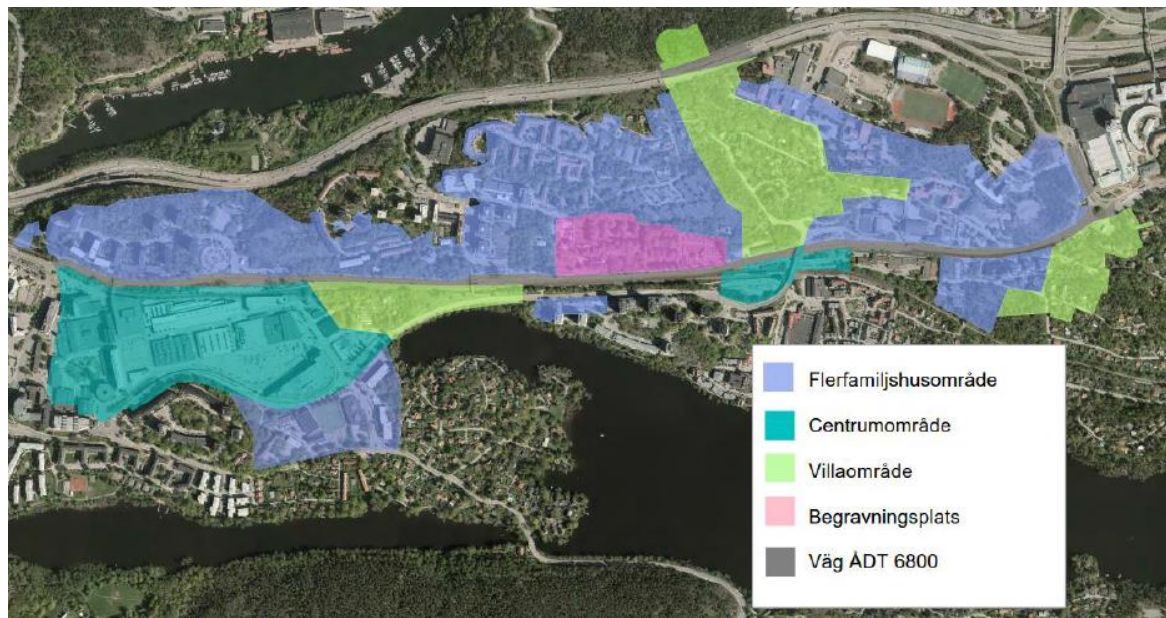 Flerfamiljshusområde
Centrumområde
Villaområde
Begravningsplats
Väg ÅDT 6800